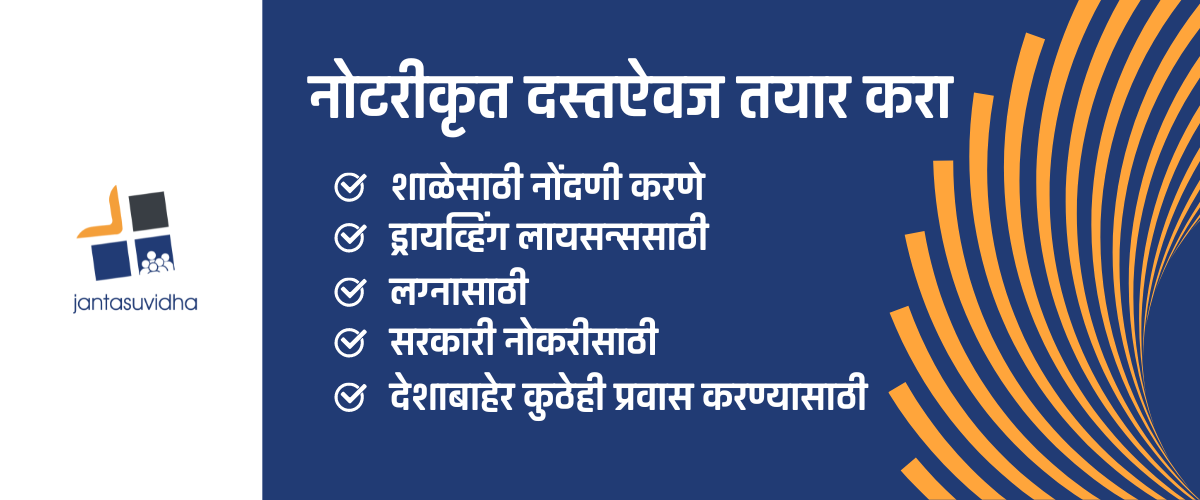 नोटरीकृत दस्तऐवज तयार करा
शाळेसाठी नोंदणी करणे
ड्रायव्हिंग लायसन्ससाठी
लग्नासाठी
सरकारी नोकरीसाठी
देशाबाहेर कुठेही प्रवास करण्यासाठी
jantasuvidha